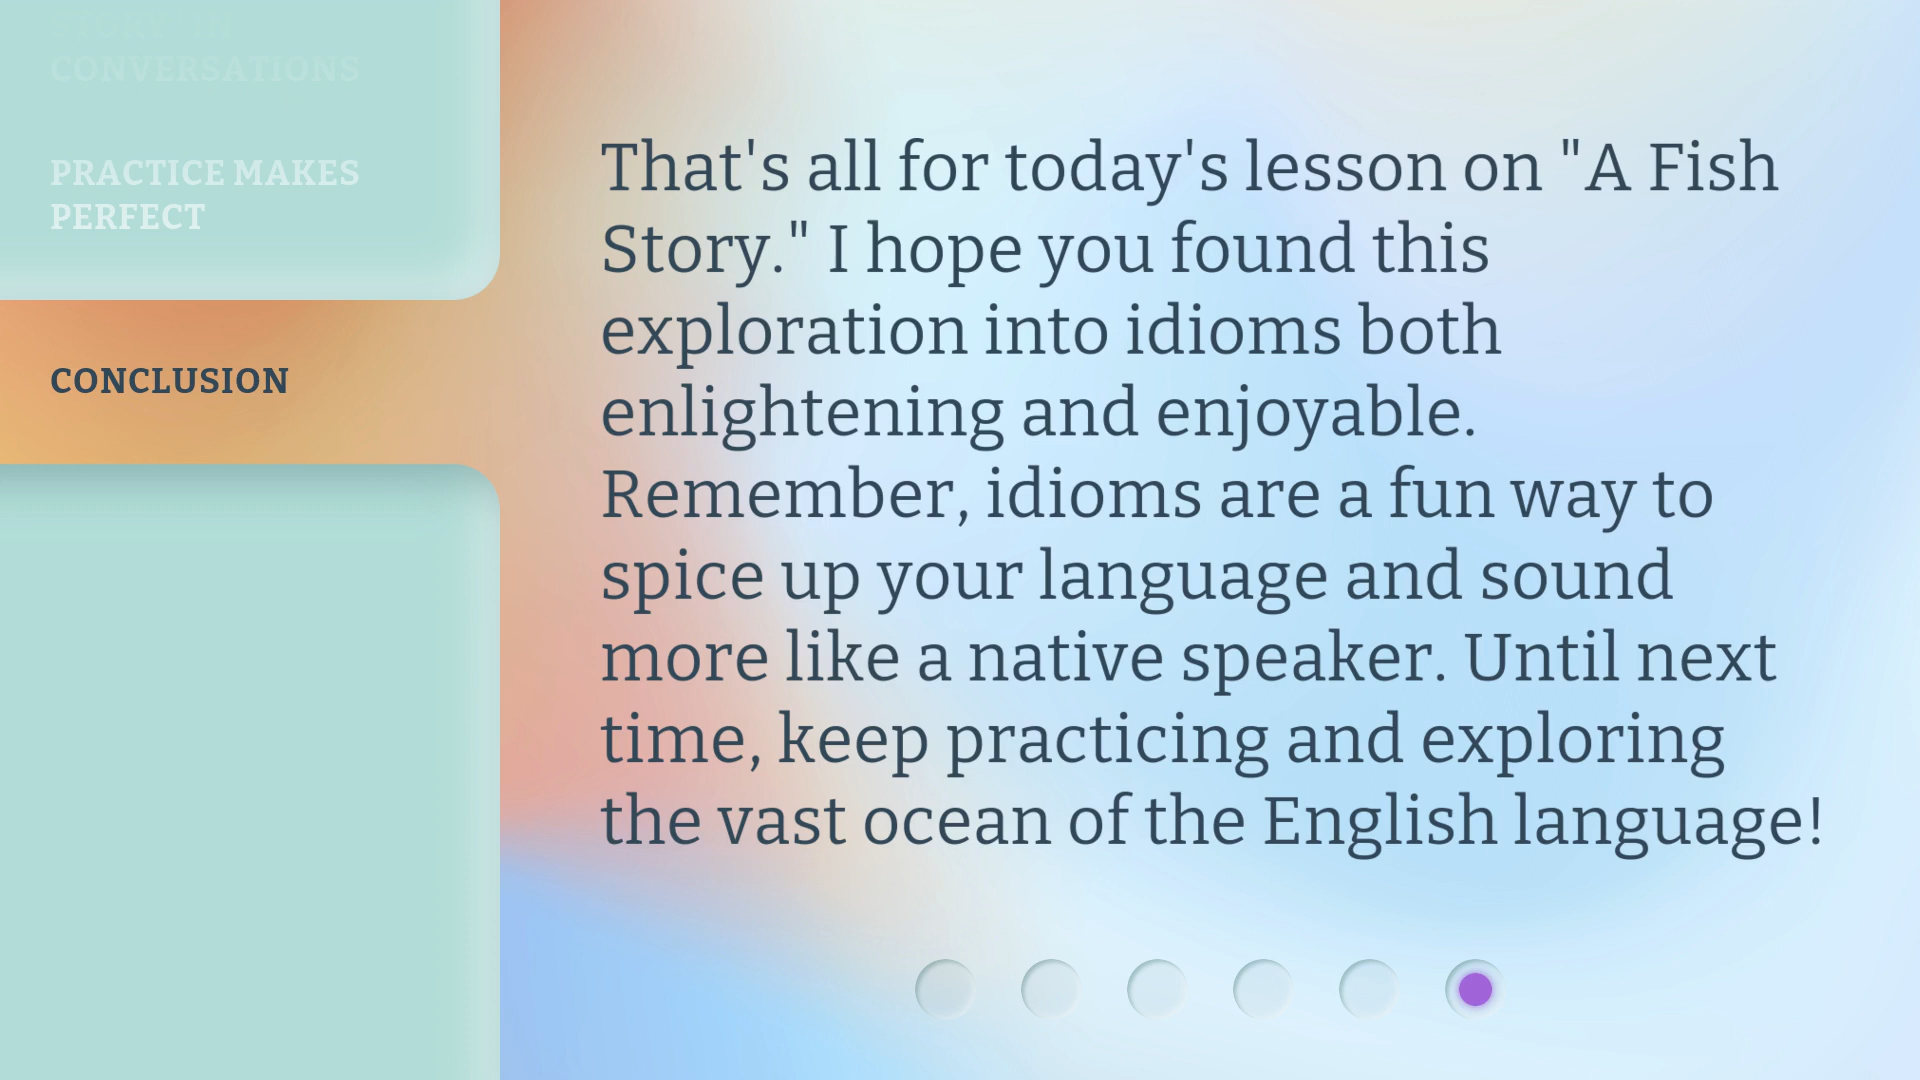 STORY" IN
CONVERSATIONS
PRACTICE MAKES
PERFECT
CONCLUSION
That's all for today's lesson on "A Fish
Story." I hope you found this
exploration into idioms both
enlightening and enjoyable.
Remember, idioms are a fun way to
spice up your language and sound
more like a native speaker. Until next
time, keep practicing and exploring
the vast ocean of the English language!